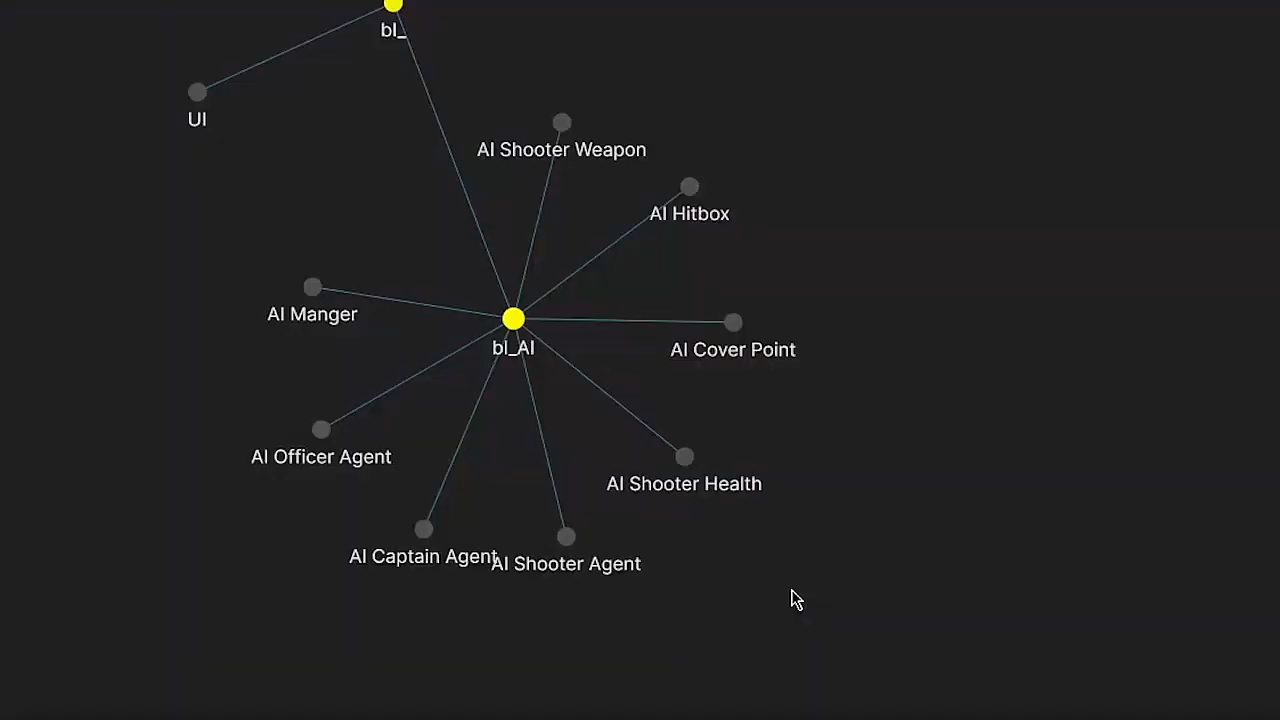 bl_
UI
AI Shooter Weapon
AI Hitbox
AI Manger
bl_AI
AI Cover Point
AI Officer Agent
AI Shooter Health
AI Captain Agent
AI Shooter Agent